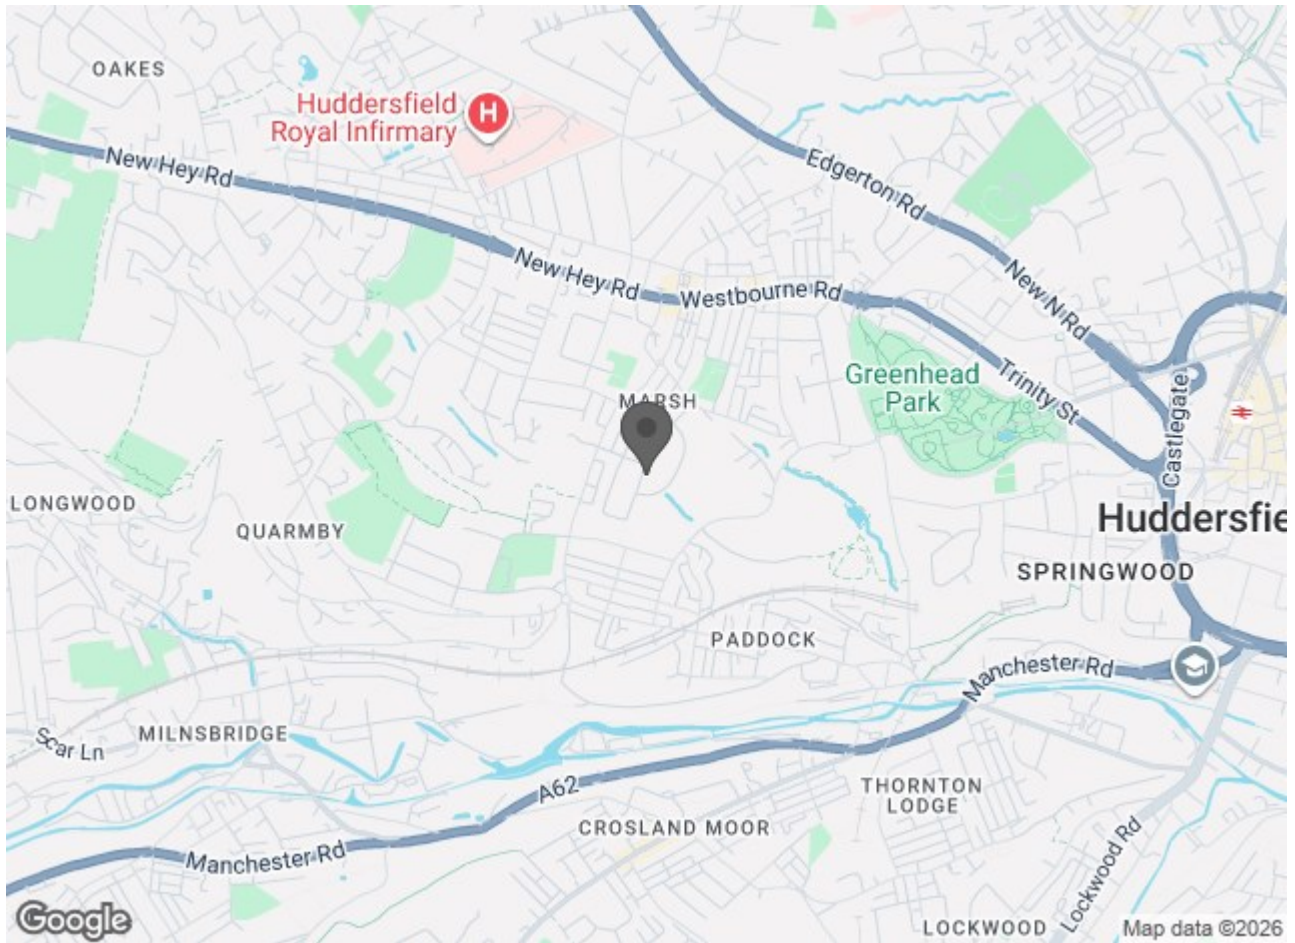 OAKES
Huddersfield
Royal Infirmary
H
New Hey Rd
Edgerton Rd
New Hey Rd
Westbourne Rd
New N Rd
Greenhead
Park
Trinity St
Castlegate
MARSH
LONGWOOD
QUARMBY
Huddersfie
SPRINGWOOD
PADDOCK
Manchester Rd
Scar Ln
MILNSBRIDGE
A62
THORNTON
LODGE
CROSLAND MOOR
Manchester Rd
Lockwood Rd
LOCKWOOD
Google
Map data ©2026